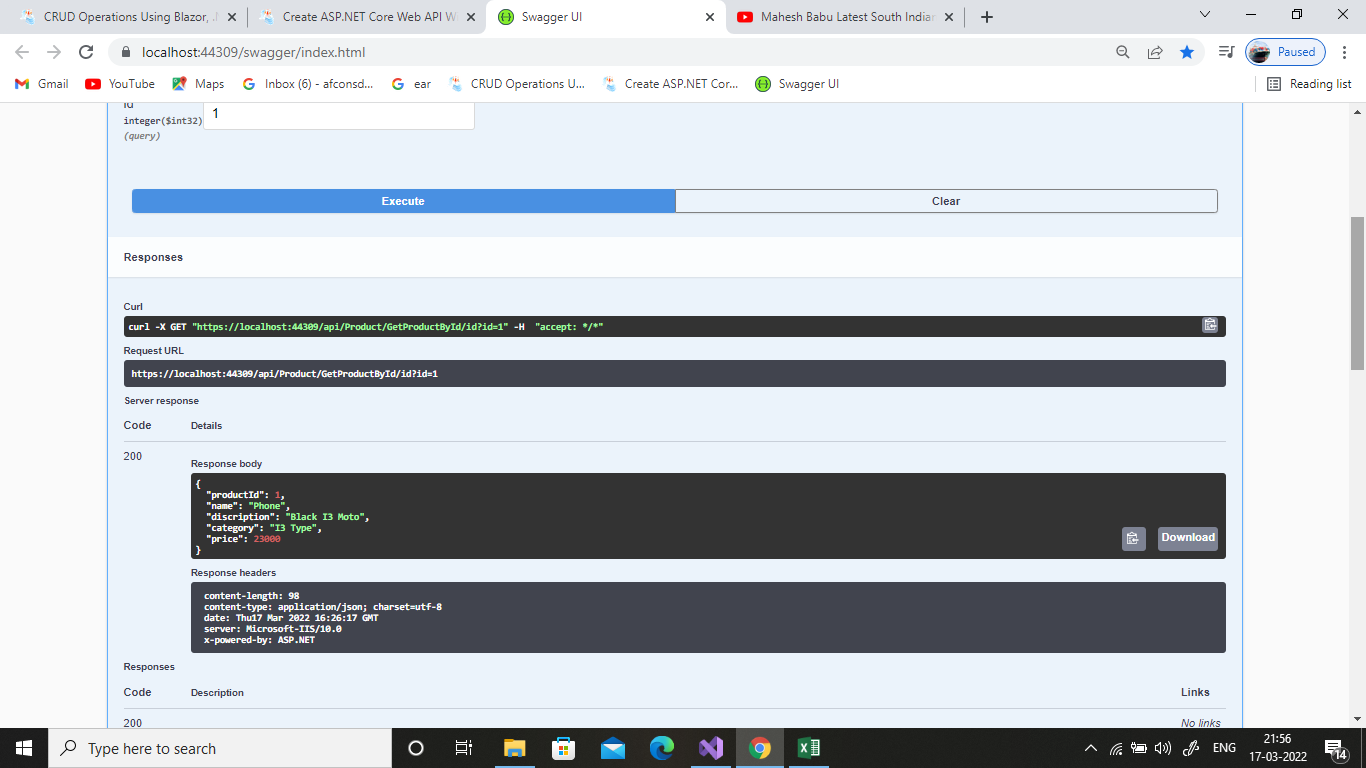 CRUD Operations Using Blazor, .N
Create ASP.NET Core Web API W
Swagger UI
Mahesh Babu Latest South Indian
localhost:44309/swagger/index.html
Paused
Gmail
YouTube
Maps
Inbox (6) - afconsd...
ear
CRUD Operations U...
Create ASP.NET Cor...
Swagger UI
Reading list
id
integer($int32)
(query)
1
Execute
Clear
Responses
Curl
curl -X GET "https://localhost:44309/api/Product/GetProductById/id?id=1" -H  "accept: */*"
Request URL
https://localhost:44309/api/Product/GetProductById/id?id=1
Server response
Code Details
200
Response body
{
"productId": 1,
"name": "Phone",
"discription": "Black I3 Moto",
"category": "I3 Type",
"price": 23000
}
Download
Response headers
content-length: 98
content-type: application/json; charset=utf-8
date: Thu17 Mar 2022 16:26:17 GMT
server: Microsoft-IIS/10.0
x-powered-by: ASP.NET
Responses
Code Description Links
200 No links
Type here to search
ENG
21:56
17-03-2022
14